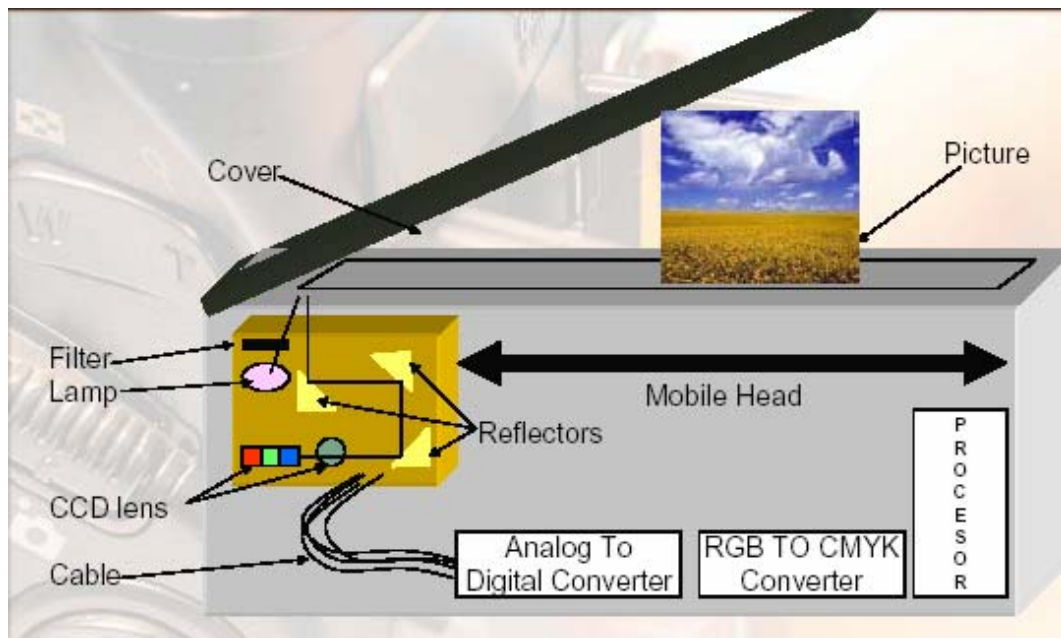 Cover
Picture
Filter
Lamp
Mobile Head
Reflectors
CCD lens
Cable
Analog To
Digital Converter
RGB TO CMYK
Converter
P
R
O
C
E
S
O
R